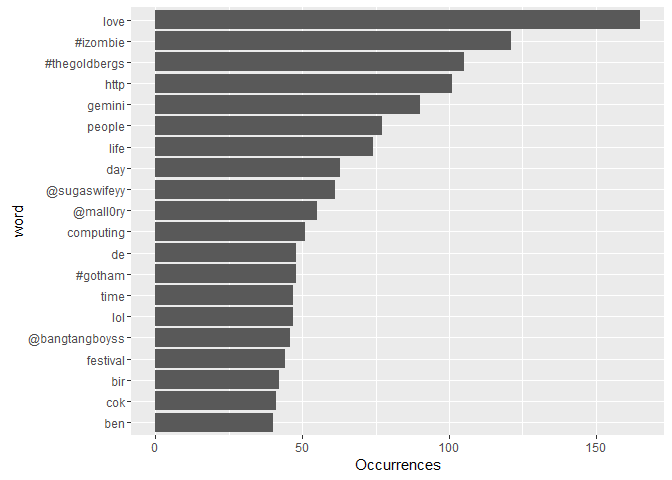 love
#izombie
#thegoldbergs
http
gemini
people
life
day
@sugaswifeyy
@mall0ry
computing
de
#gotham
time
lol
@bangtangboyss
festival
bir
cok
ben
word
0 50 100 150
Occurrences